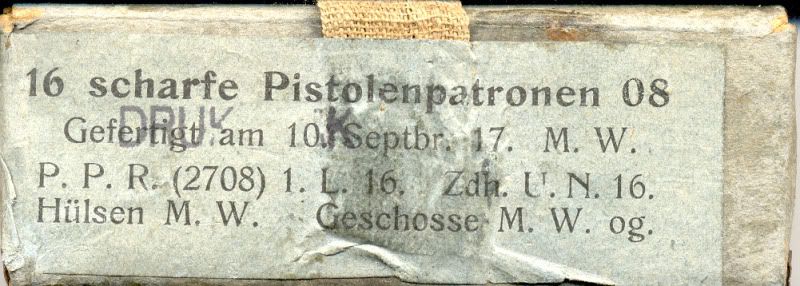 16 scharfe Pistolenpatronen 08
Gefertigt am 10. Septbr. 17. M. W.
P. P. R. (2708) 1. L. 16. Zdh. U. N. 16.
Hülsen M. W. Geschosse M. W. og.